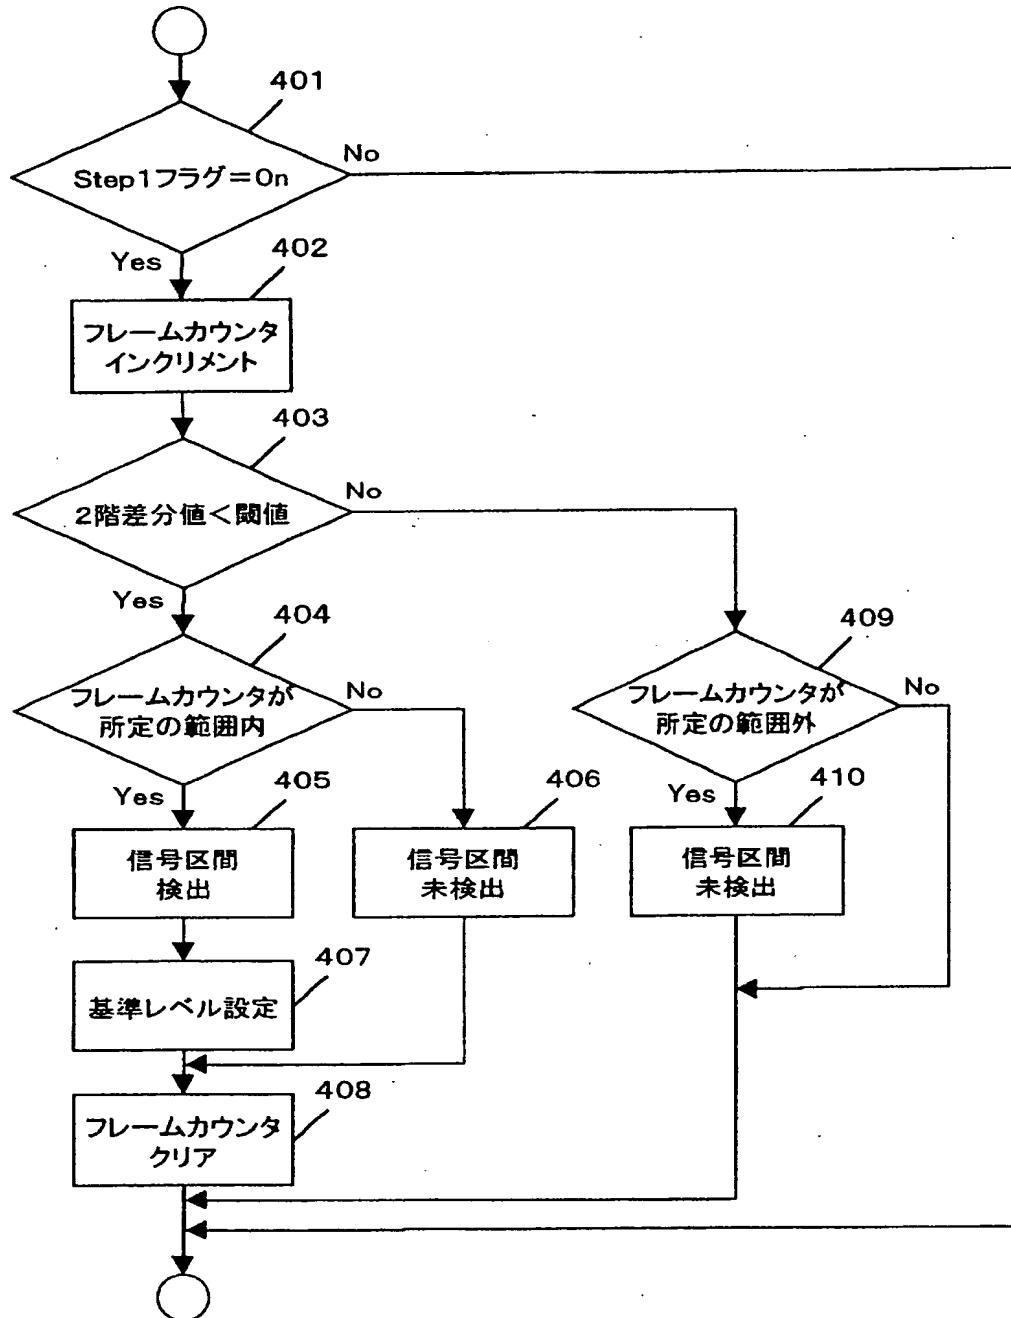 401
Step1フラグ=On
No
Yes
402
フレームカウンタ
インクリメント
403
2階差分値<閾値
No
Yes
404
フレームカウンタが
所定の範囲内
No
409
フレームカウンタが
所定の範囲外
No
Yes
405
信号区間
検出
406
信号区間
未検出
Yes
410
信号区間
未検出
407
基準レベル設定
408
フレームカウンタ
クリア